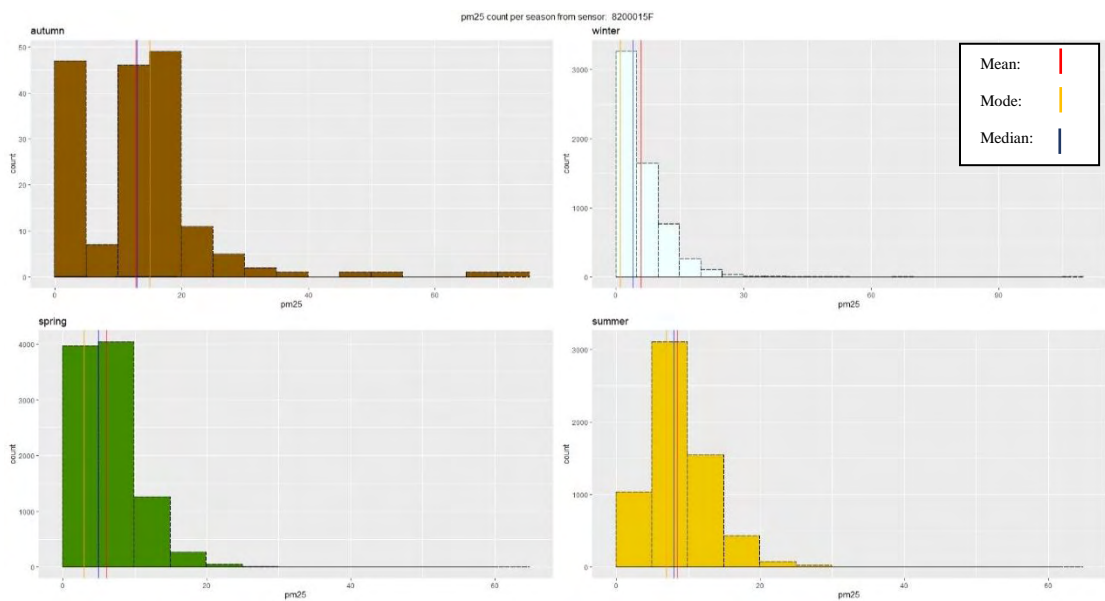 pm25 count per season from sensor: 8200015F
autumn
50
40
30
20
10
0
count
0 20 40 60
pm25
winter
3000
2000
1000
0
count
0 30 60 90
pm25
Mean:
Mode:
Median:
spring
4000
3000
2000
1000
0
count
0 20 40 60
pm25
summer
3000
2000
1000
0
count
0 20 40 60
pm25